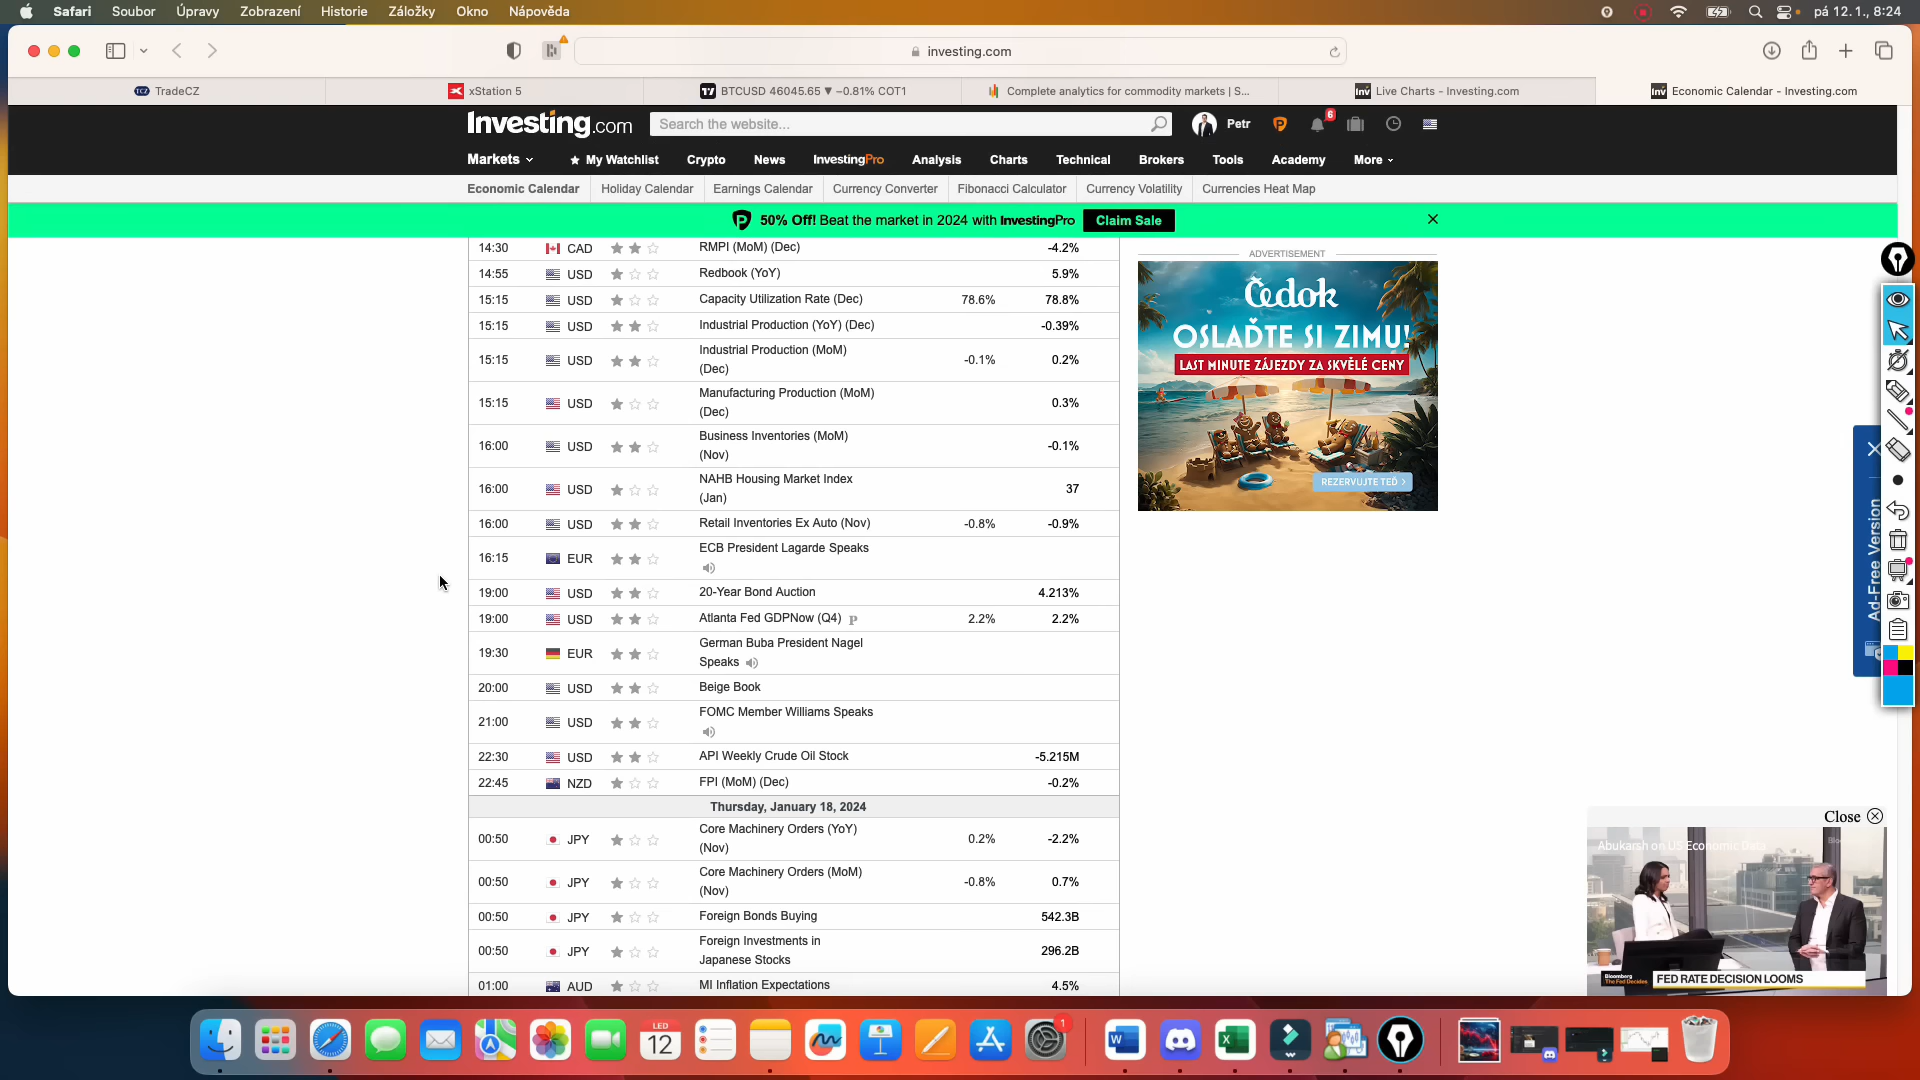 Safari Soubor Úpravy Zobrazení Historie Záložky Okno Nápověda pá 12. 1., 8:24
investing.com
TradeCZ xStation 5 BTCUSD 46045.65 ▼ −0.81% COT1 Complete analytics for commodity markets | S... Live Charts - Investing.com Economic Calendar - Investing.com
Investing.com Search the website... Petr 6
Markets My Watchlist Crypto News InvestingPro Analysis Charts Technical Brokers Tools Academy More
Economic Calendar Holiday Calendar Earnings Calendar Currency Converter Fibonacci Calculator Currency Volatility Currencies Heat Map
50% Off! Beat the market in 2024 with InvestingPro Claim Sale
14:30 CAD RMPI (MoM) (Dec) -4.2%
14:55 USD Redbook (YoY) 5.9%
15:15 USD Capacity Utilization Rate (Dec) 78.6% 78.8%
15:15 USD Industrial Production (YoY) (Dec) -0.39%
15:15 USD Industrial Production (MoM)
(Dec) -0.1% 0.2%
15:15 USD Manufacturing Production (MoM)
(Dec) 0.3%
16:00 USD Business Inventories (MoM)
(Nov) -0.1%
16:00 USD NAHB Housing Market Index
(Jan) 37
16:00 USD Retail Inventories Ex Auto (Nov) -0.8% -0.9%
16:15 EUR ECB President Lagarde Speaks
19:00 USD 20-Year Bond Auction 4.213%
19:00 USD Atlanta Fed GDPNow (Q4) P 2.2% 2.2%
19:30 EUR German Buba President Nagel
Speaks
20:00 USD Beige Book
21:00 USD FOMC Member Williams Speaks
22:30 USD API Weekly Crude Oil Stock -5.215M
22:45 NZD FPI (MoM) (Dec) -0.2%
Thursday, January 18, 2024
00:50 JPY Core Machinery Orders (YoY)
(Nov) 0.2% -2.2%
00:50 JPY Core Machinery Orders (MoM)
(Nov) -0.8% 0.7%
00:50 JPY Foreign Bonds Buying 542.3B
00:50 JPY Foreign Investments in
Japanese Stocks 296.2B
01:00 AUD MI Inflation Expectations 4.5%
ADVERTISEMENT
Čedok
OSLAĎTE SI ZIMU!
LAST MINUTE ZÁJEZDY ZA SKVĚLÉ CENY
REZERVUJTE TEĎ >
Ad-Free Version
Close
Abukarsh on US Economic Data
Bloomberg
The Fed Decides
FED RATE DECISION LOOMS
LED
12
1